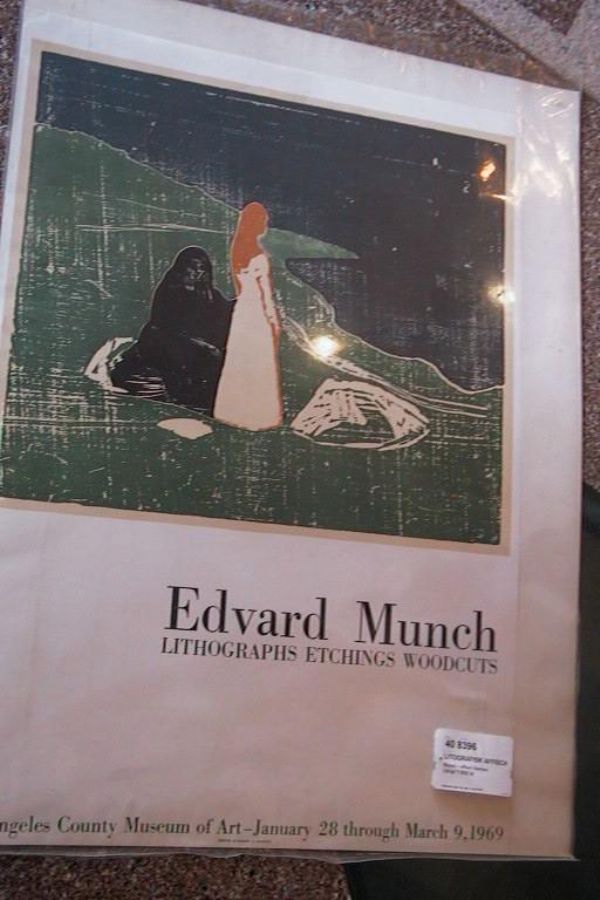 Edvard Munch
LITHOGRAPHS ETCHINGS WOODCUTS
40 8396
ngeles County Museum of Art–January 28 through March 9, 1969